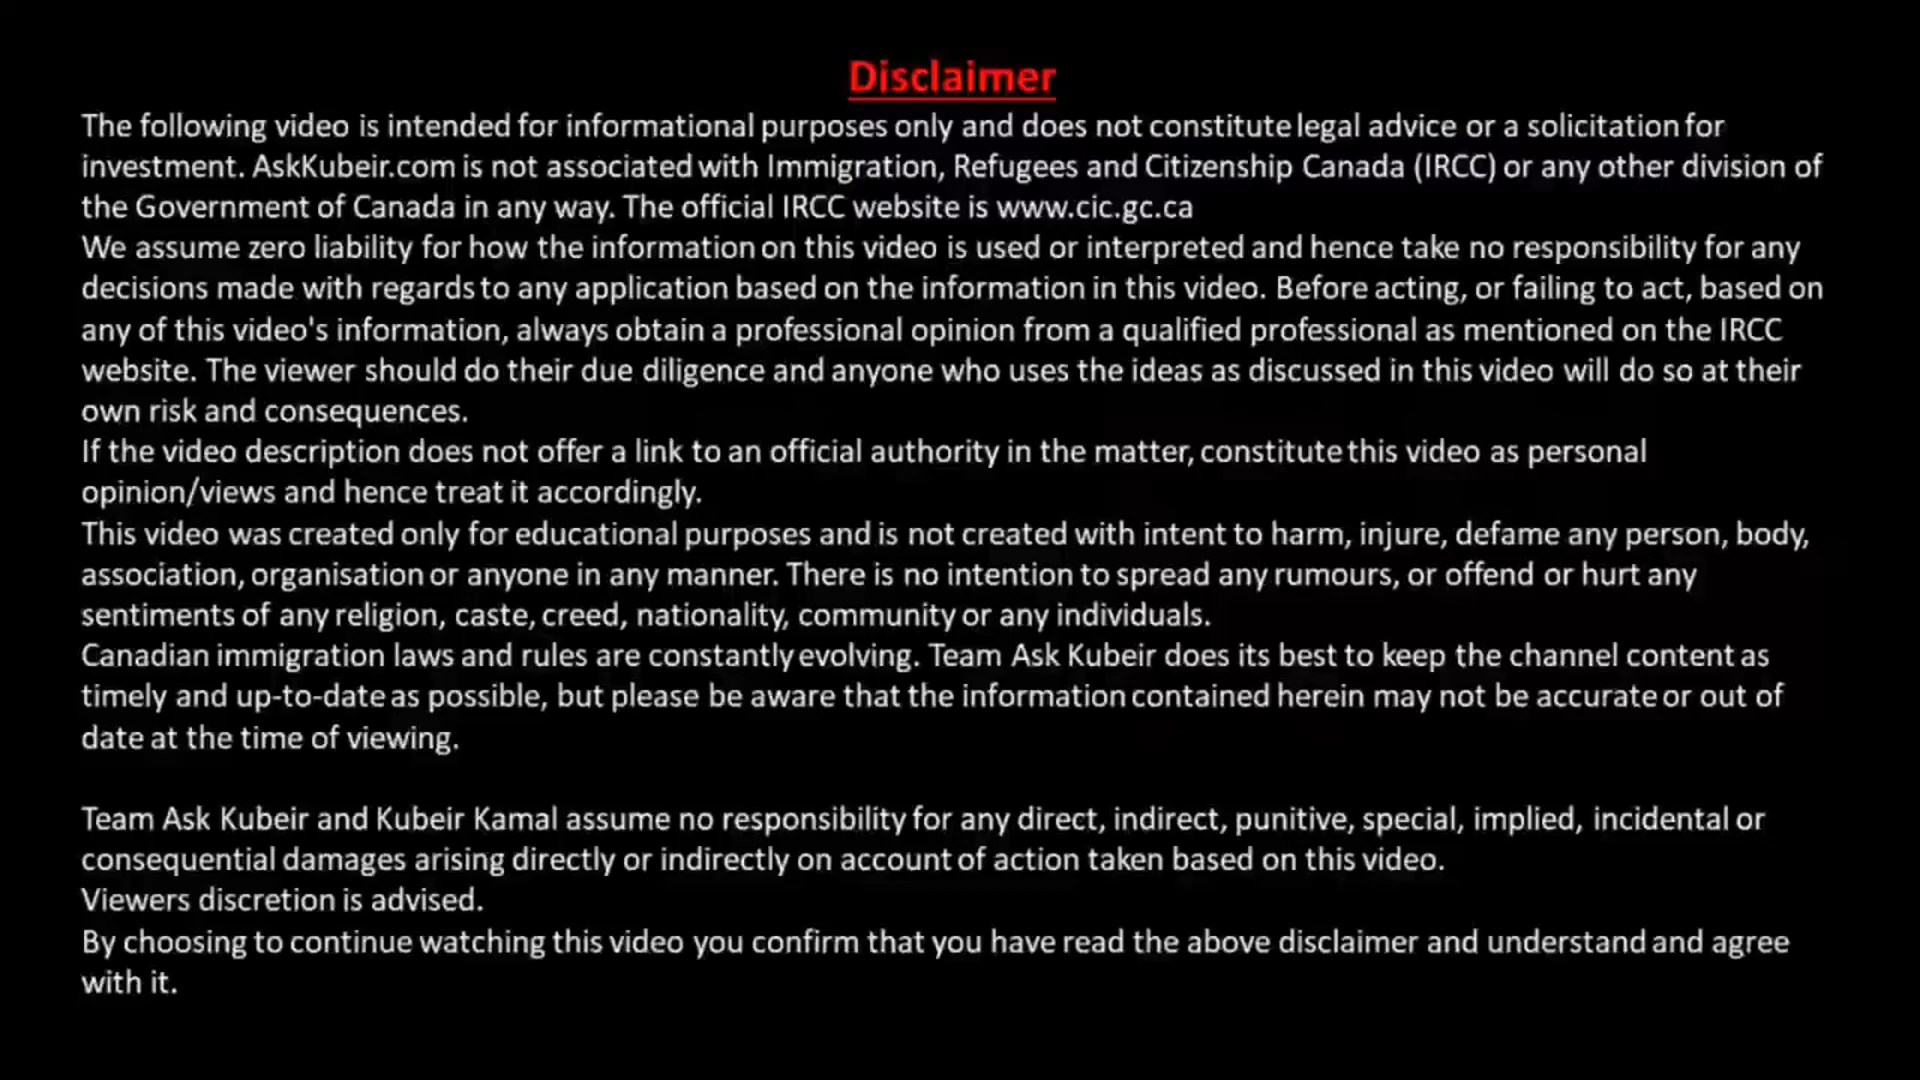 Disclaimer
The following video is intended for informational purposes only and does not constitute legal advice or a solicitation for
investment. AskKubeir.com is not associated with Immigration, Refugees and Citizenship Canada (IRCC) or any other division of
the Government of Canada in any way. The official IRCC website is www.cic.gc.ca
We assume zero liability for how the information on this video is used or interpreted and hence take no responsibility for any
decisions made with regards to any application based on the information in this video. Before acting, or failing to act, based on
any of this video's information, always obtain a professional opinion from a qualified professional as mentioned on the IRCC
website. The viewer should do their due diligence and anyone who uses the ideas as discussed in this video will do so at their
own risk and consequences.
If the video description does not offer a link to an official authority in the matter, constitute this video as personal
opinion/views and hence treat it accordingly.
This video was created only for educational purposes and is not created with intent to harm, injure, defame any person, body,
association, organisation or anyone in any manner. There is no intention to spread any rumours, or offend or hurt any
sentiments of any religion, caste, creed, nationality, community or any individuals.
Canadian immigration laws and rules are constantly evolving. Team Ask Kubeir does its best to keep the channel content as
timely and up-to-date as possible, but please be aware that the information contained herein may not be accurate or out of
date at the time of viewing.
Team Ask Kubeir and Kubeir Kamal assume no responsibility for any direct, indirect, punitive, special, implied, incidental or
consequential damages arising directly or indirectly on account of action taken based on this video.
Viewers discretion is advised.
By choosing to continue watching this video you confirm that you have read the above disclaimer and understand and agree
with it.